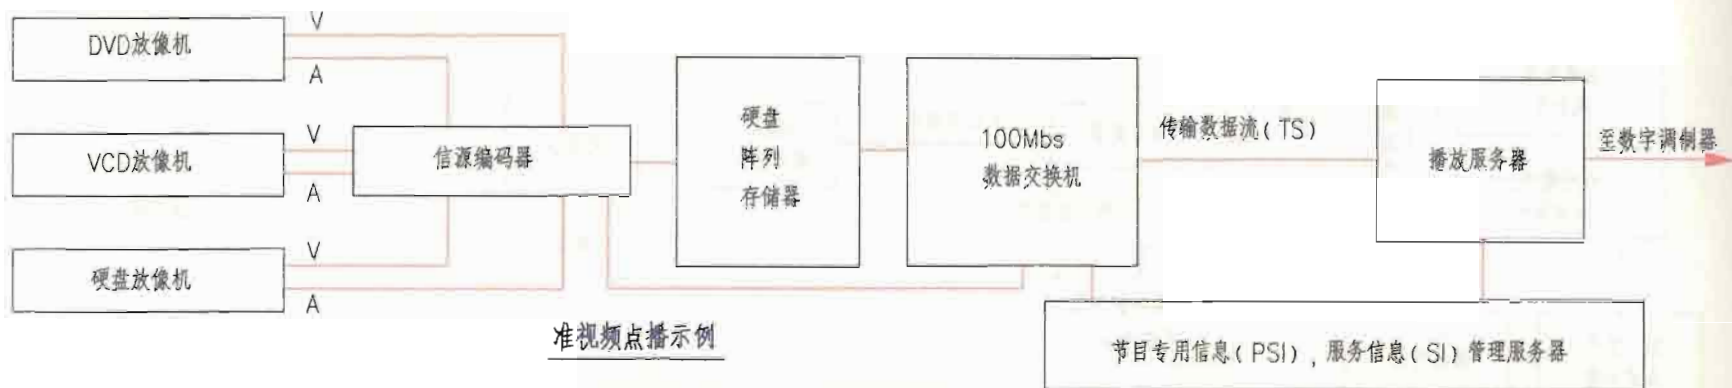 DVD放像机
V
A
VCD放像机
V
A
硬盘放像机
V
A
信源编码器
硬盘
阵列
存储器
100Mbs
数据交换机
传输数据流(TS)
播放服务器
至数字调制器
节目专用信息(PSI),服务信息(SI)管理服务器
准视频点播示例